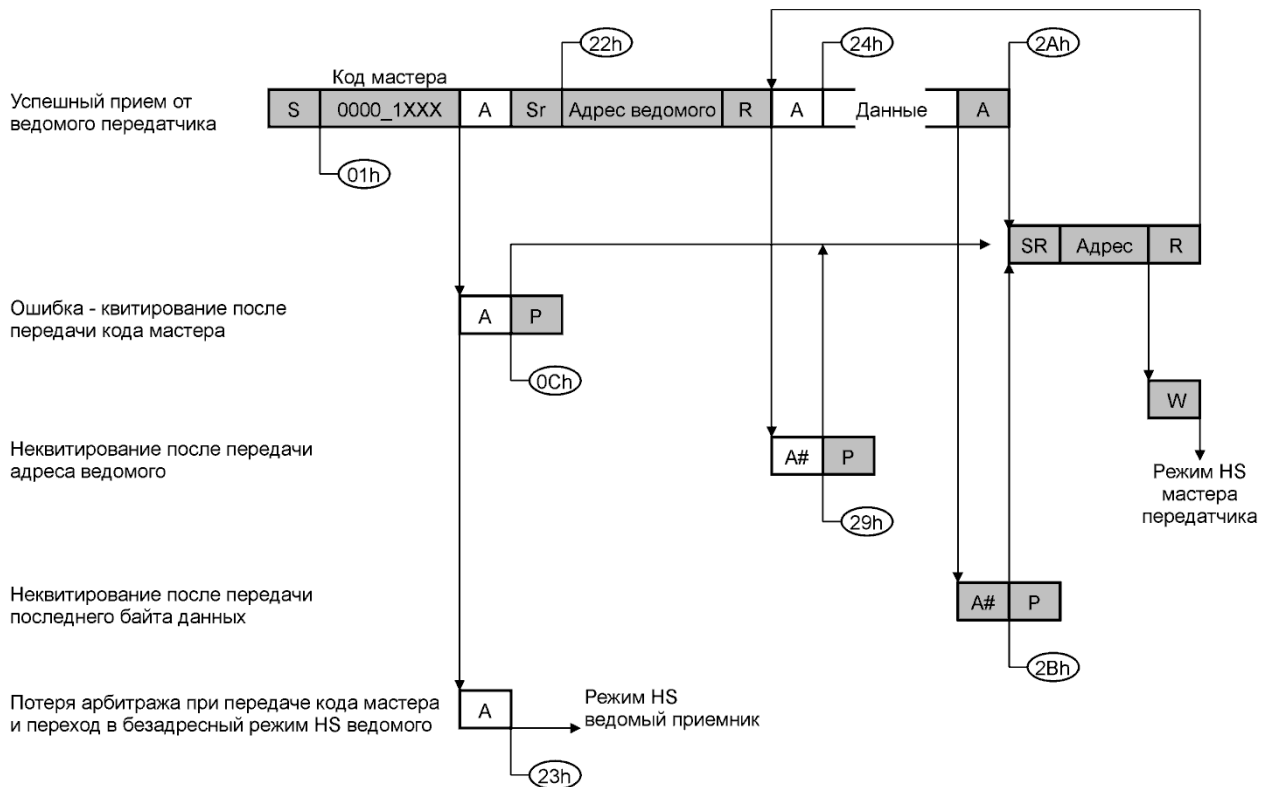 22h
24h
2Ah
Код мастера
Успешный прием от
ведомого передатчика
S 0000_1XXX A Sr Адрес ведомого R A Данные A
01h
SR Адрес R
Ошибка - квитирование после
передачи кода мастера
A P
0Ch
W
Неквитирование после передачи
адреса ведомого
A# P
Режим HS
мастера
передатчика
29h
Неквитирование после передачи
последнего байта данных
A# P
2Bh
Потеря арбитража при передаче кода мастера
и переход в безадресный режим HS ведомого
A
Режим HS
ведомый приемник
23h